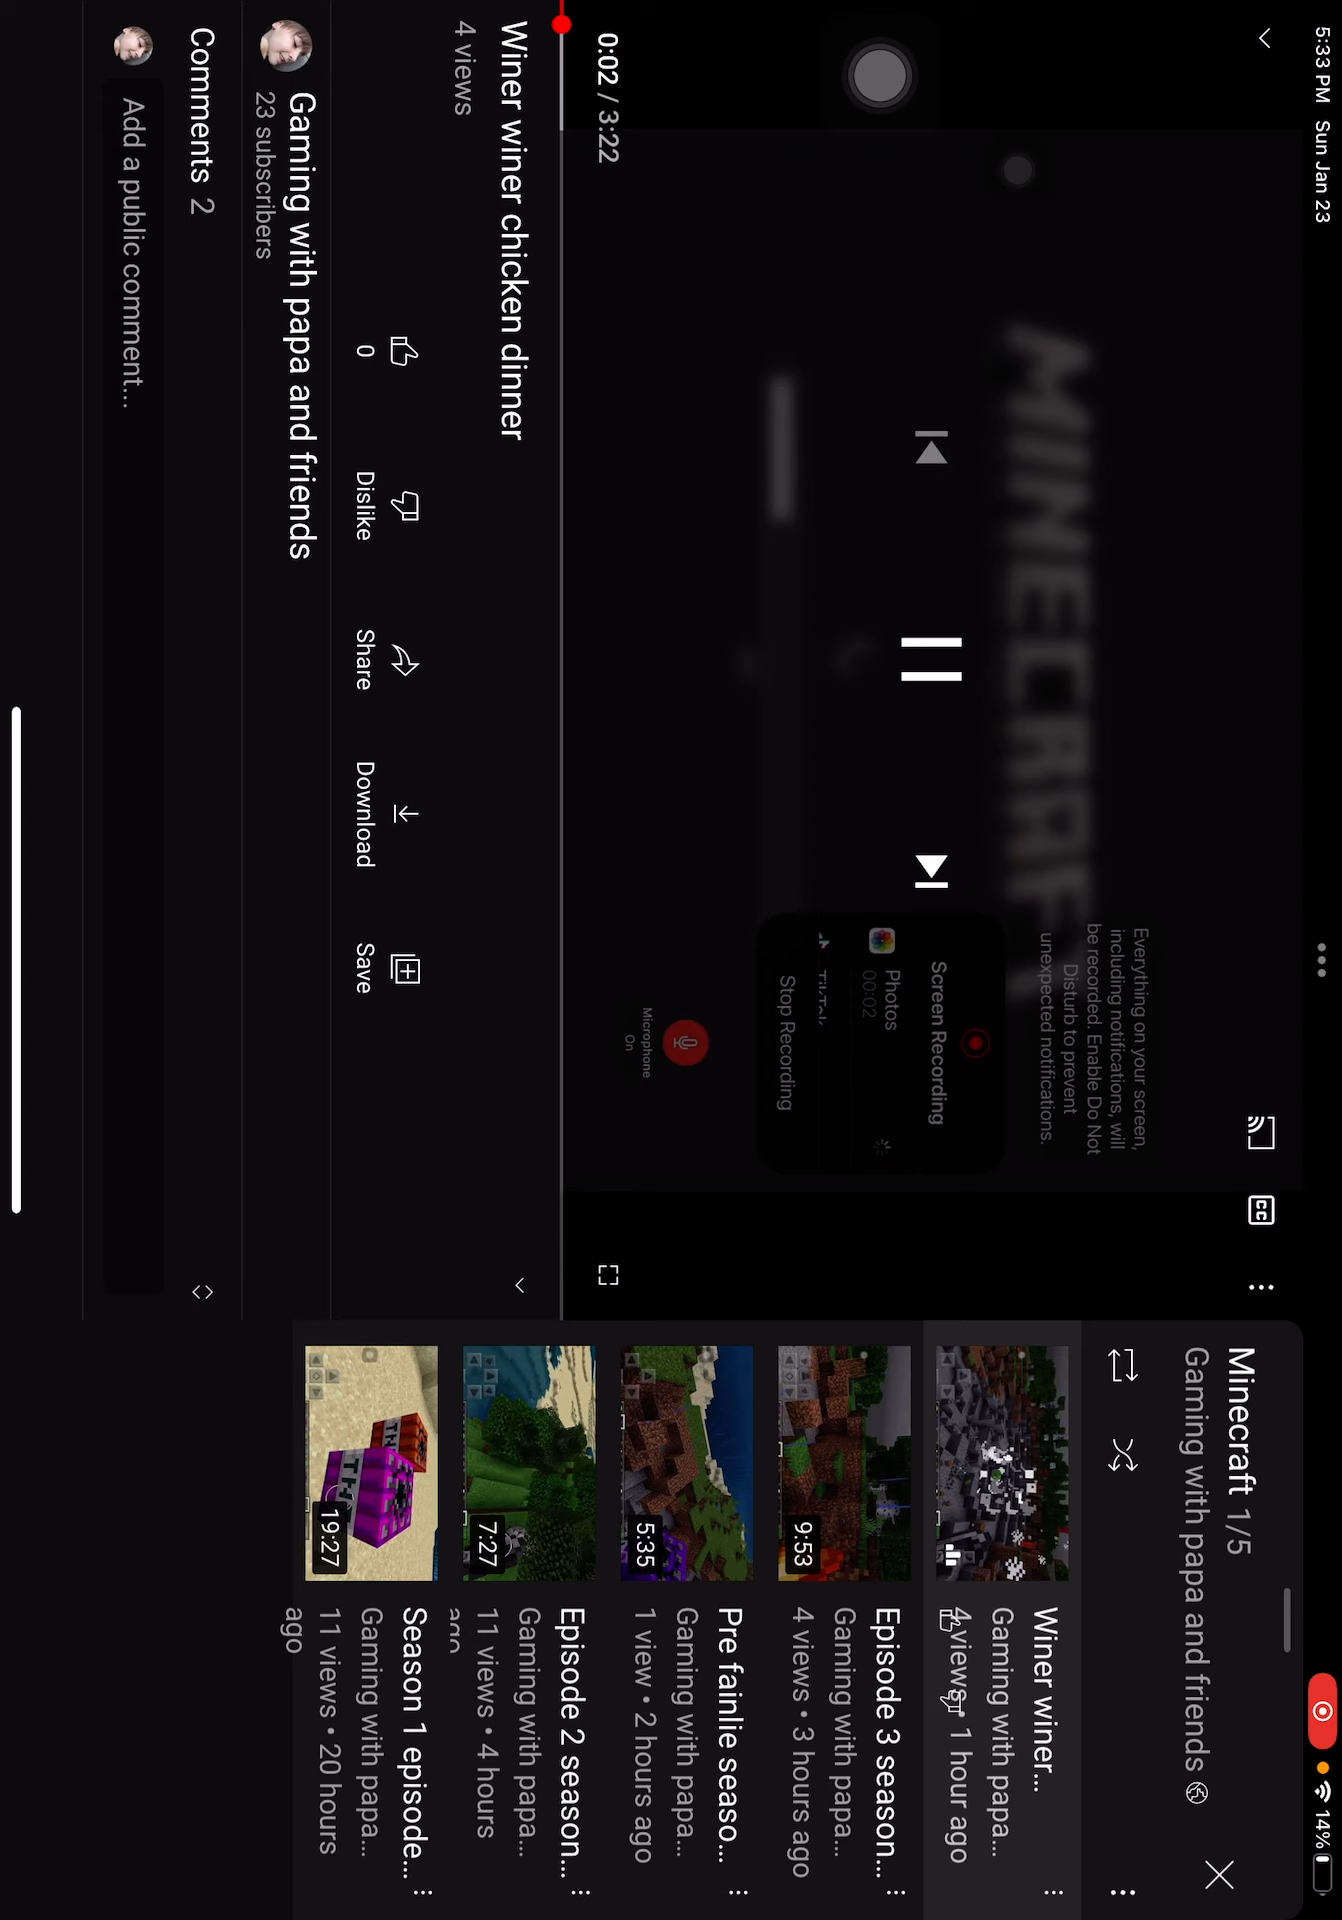 5:33 PM Sun Jan 23
14%
MINECRAF
Everything on your screen,
including notifications, will
be recorded. Enable Do Not
Disturb to prevent
unexpected notifications.
Screen Recording
Photos
00:02
Stop Recording
Microphone
On
CC
0:02 / 3:22
Winer winer chicken dinner
4 views
0
Dislike
Share
Download
Save
Gaming with papa and friends
23 subscribers
Comments 2
Add a public comment...
Minecraft 1/5
Gaming with papa and friends
Winer winer...
Gaming with papa...
4 views • 1 hour ago
9:53
Episode 3 season...
Gaming with papa...
4 views • 3 hours ago
5:35
Pre fainlie seaso...
Gaming with papa...
1 view • 2 hours ago
7:27
Episode 2 season...
Gaming with papa...
11 views • 4 hours
ago
TNT
19:27
Season 1 episode...
Gaming with papa...
11 views • 20 hours
ago